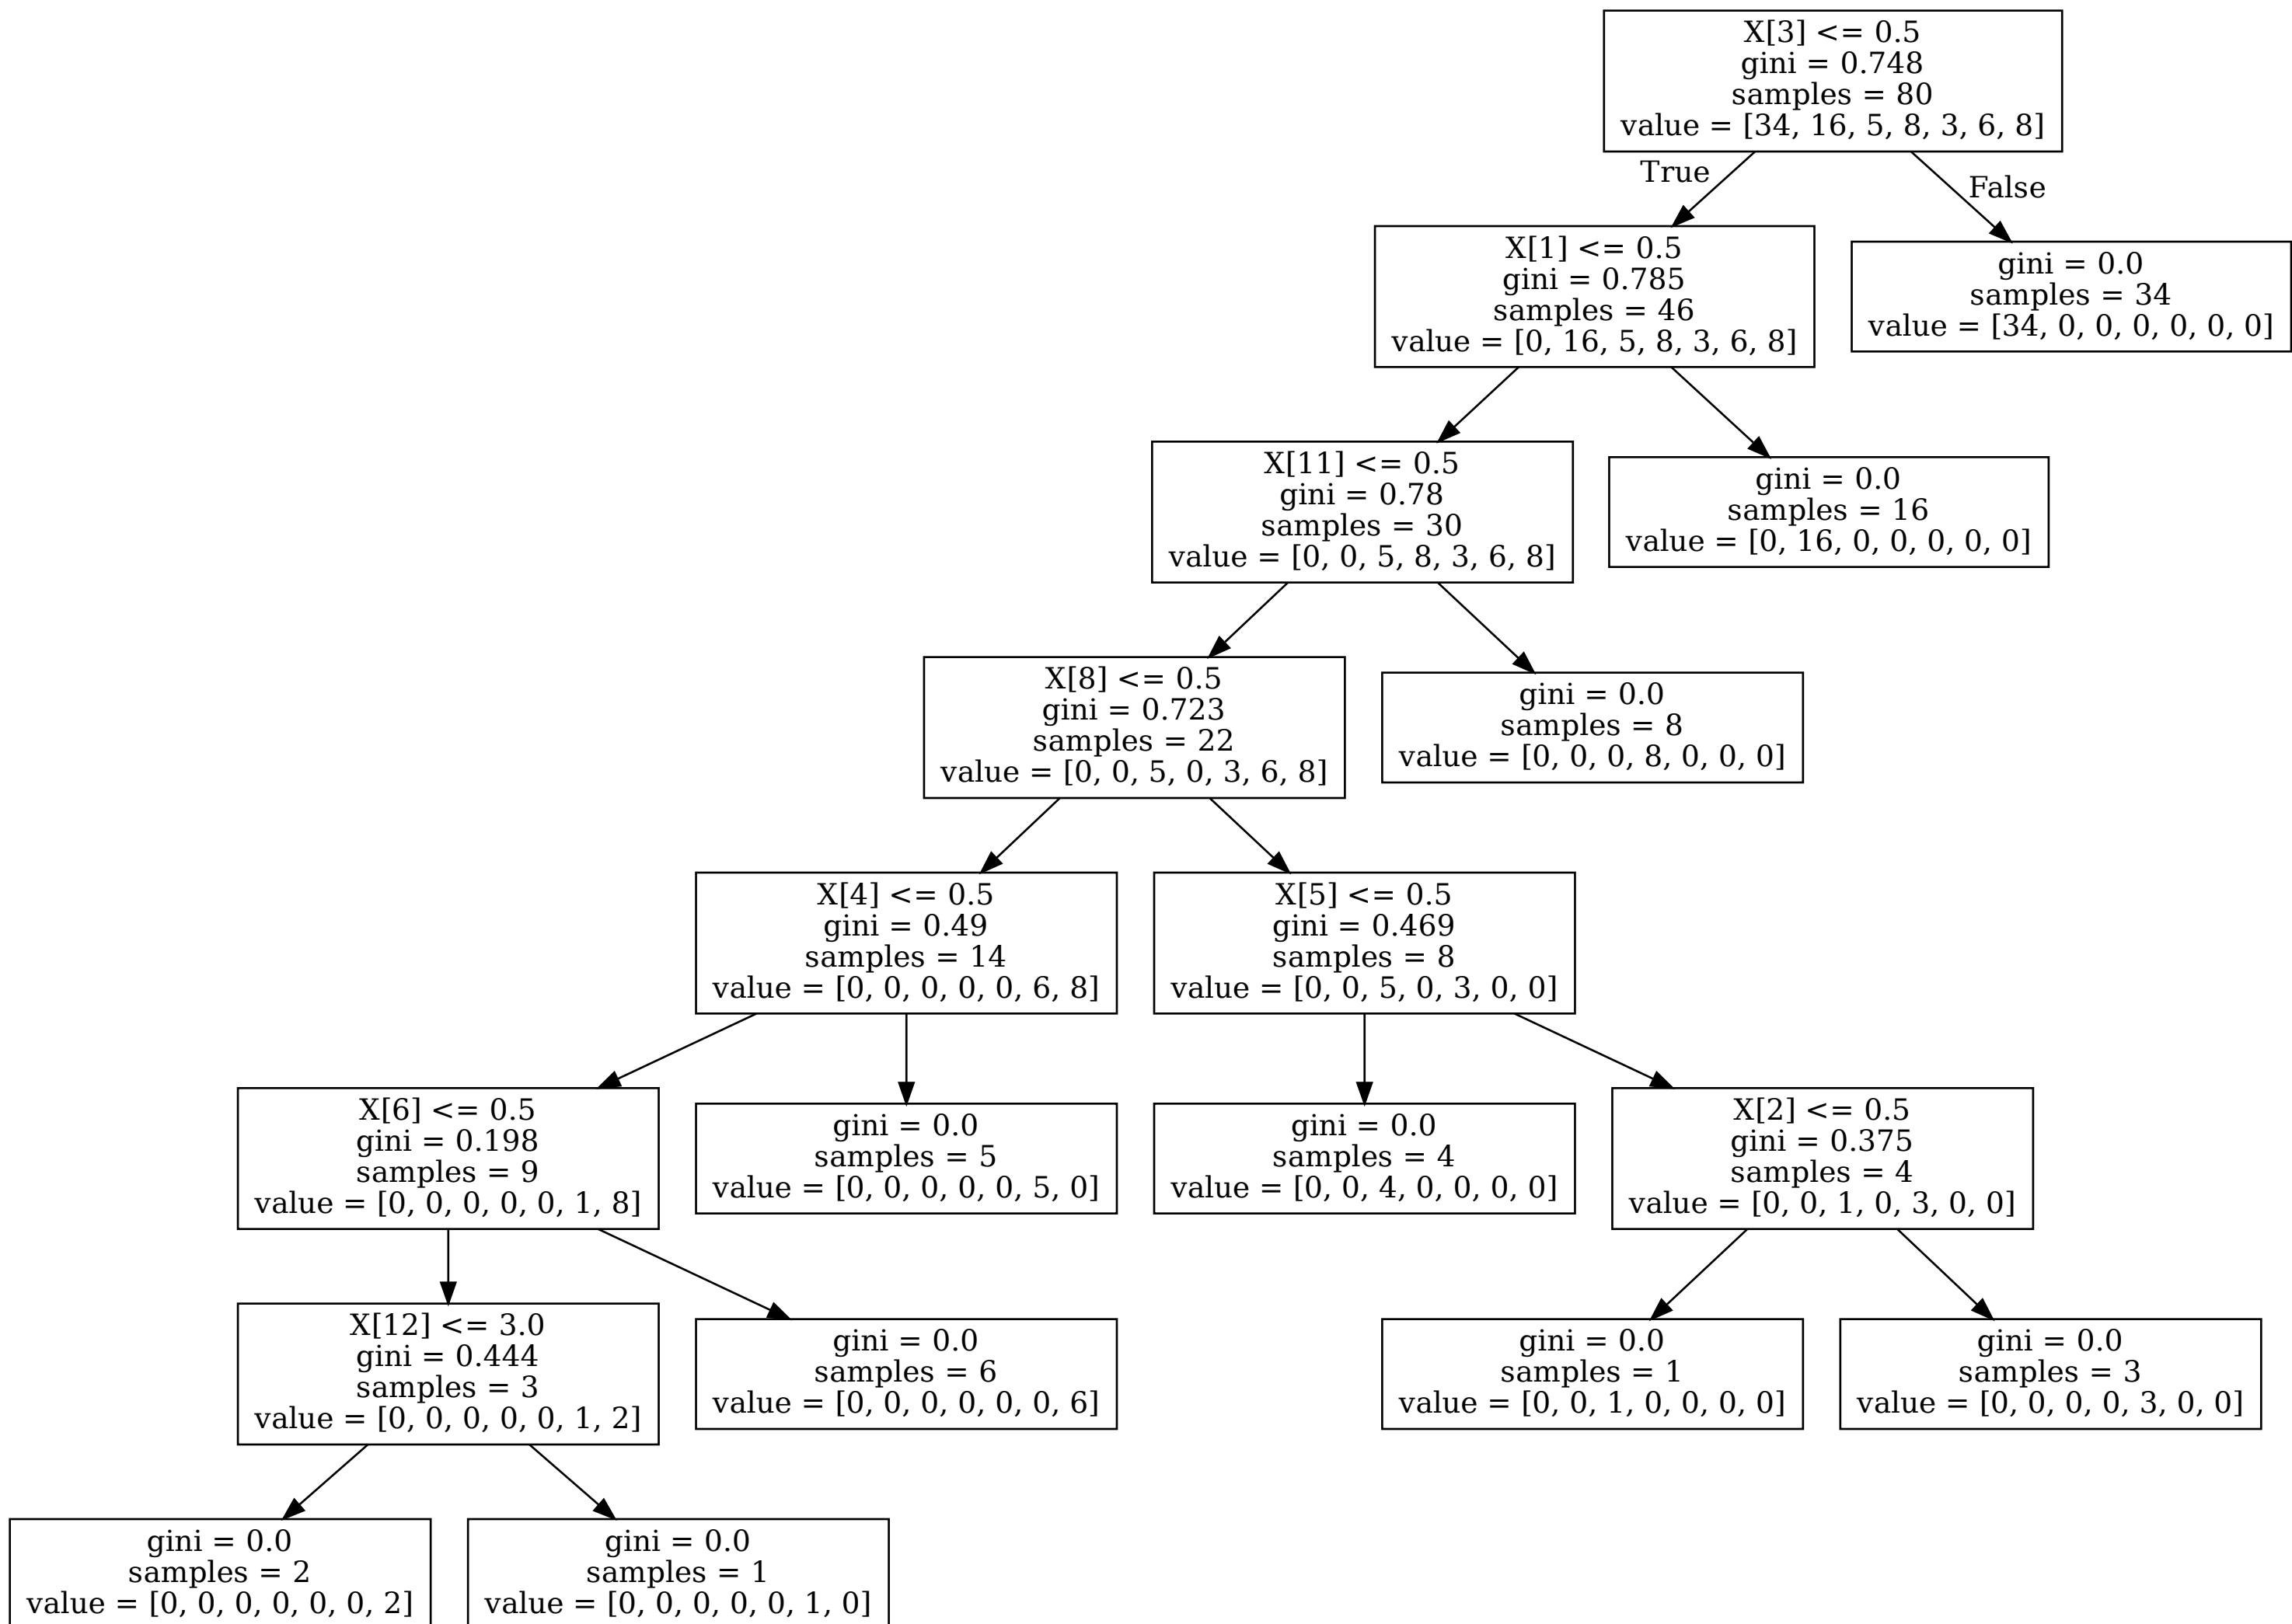 X[3] <= 0.5
gini = 0.748
samples = 80
value = [34, 16, 5, 8, 3, 6, 8]
True
False
X[1] <= 0.5
gini = 0.785
samples = 46
value = [0, 16, 5, 8, 3, 6, 8]
gini = 0.0
samples = 34
value = [34, 0, 0, 0, 0, 0, 0]
X[11] <= 0.5
gini = 0.78
samples = 30
value = [0, 0, 5, 8, 3, 6, 8]
gini = 0.0
samples = 16
value = [0, 16, 0, 0, 0, 0, 0]
X[8] <= 0.5
gini = 0.723
samples = 22
value = [0, 0, 5, 0, 3, 6, 8]
gini = 0.0
samples = 8
value = [0, 0, 0, 8, 0, 0, 0]
X[4] <= 0.5
gini = 0.49
samples = 14
value = [0, 0, 0, 0, 0, 6, 8]
X[5] <= 0.5
gini = 0.469
samples = 8
value = [0, 0, 5, 0, 3, 0, 0]
X[6] <= 0.5
gini = 0.198
samples = 9
value = [0, 0, 0, 0, 0, 1, 8]
gini = 0.0
samples = 5
value = [0, 0, 0, 0, 0, 5, 0]
gini = 0.0
samples = 4
value = [0, 0, 4, 0, 0, 0, 0]
X[2] <= 0.5
gini = 0.375
samples = 4
value = [0, 0, 1, 0, 3, 0, 0]
X[12] <= 3.0
gini = 0.444
samples = 3
value = [0, 0, 0, 0, 0, 1, 2]
gini = 0.0
samples = 6
value = [0, 0, 0, 0, 0, 0, 6]
gini = 0.0
samples = 1
value = [0, 0, 1, 0, 0, 0, 0]
gini = 0.0
samples = 3
value = [0, 0, 0, 0, 3, 0, 0]
gini = 0.0
samples = 2
value = [0, 0, 0, 0, 0, 0, 2]
gini = 0.0
samples = 1
value = [0, 0, 0, 0, 0, 1, 0]